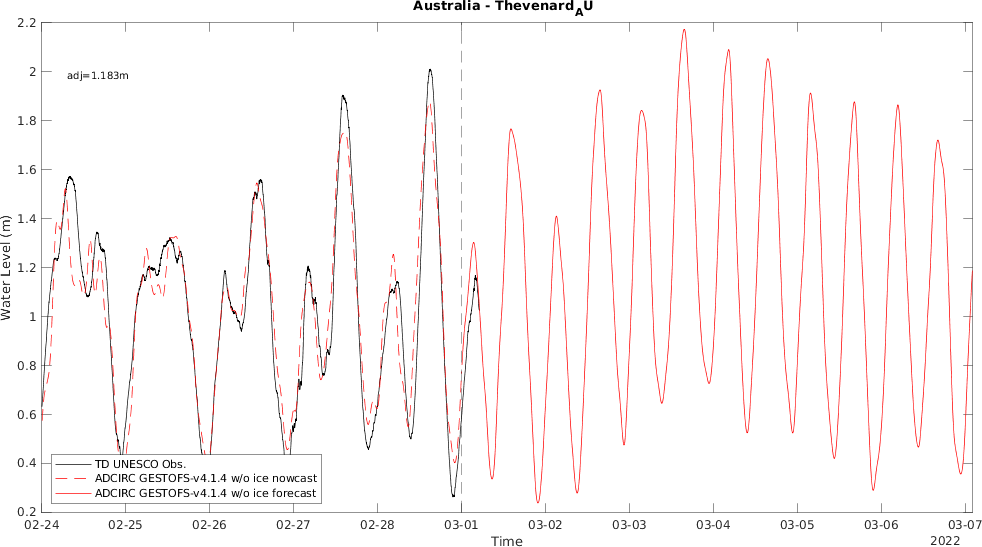 Australia - Thevenard_AU
adj=1.183m
2.2
2
1.8
1.6
1.4
1.2
1
0.8
0.6
0.4
0.2
Water Level (m)
TD UNESCO Obs.
ADCIRC GESTOFS-v4.1.4 w/o ice nowcast
ADCIRC GESTOFS-v4.1.4 w/o ice forecast
02-24 02-25 02-26 02-27 02-28 03-01 03-02 03-03 03-04 03-05 03-06 03-07
Time
2022